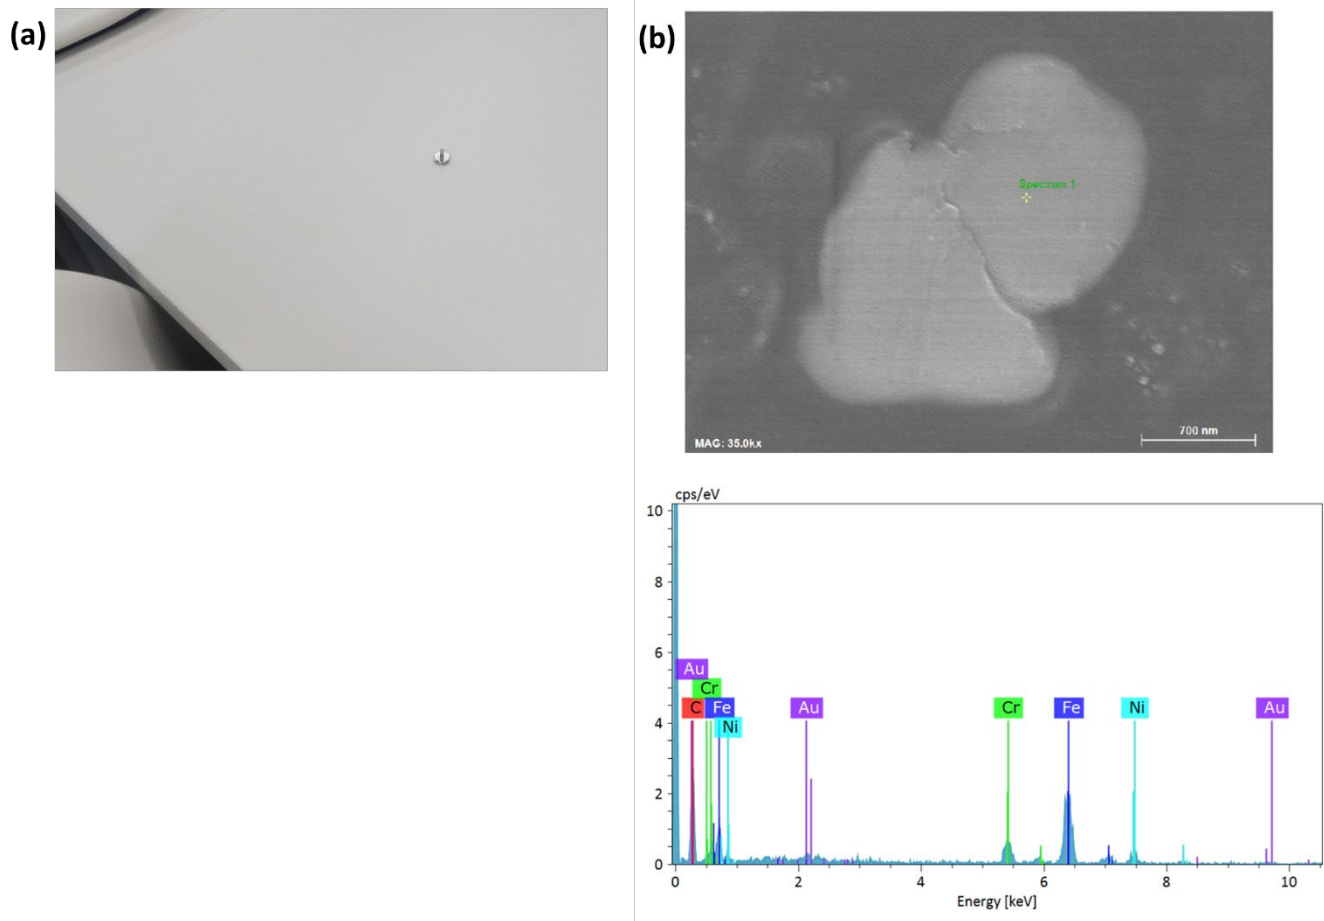 (a)
(b)
Spectrum 1
MAG: 35.0kx
700 nm
cps/eV
10
8
6
4
2
0
Au
Cr
C
Fe
Ni
Au
Cr
Fe
Ni
Au
0
2
4
6
8
10
Energy [keV]